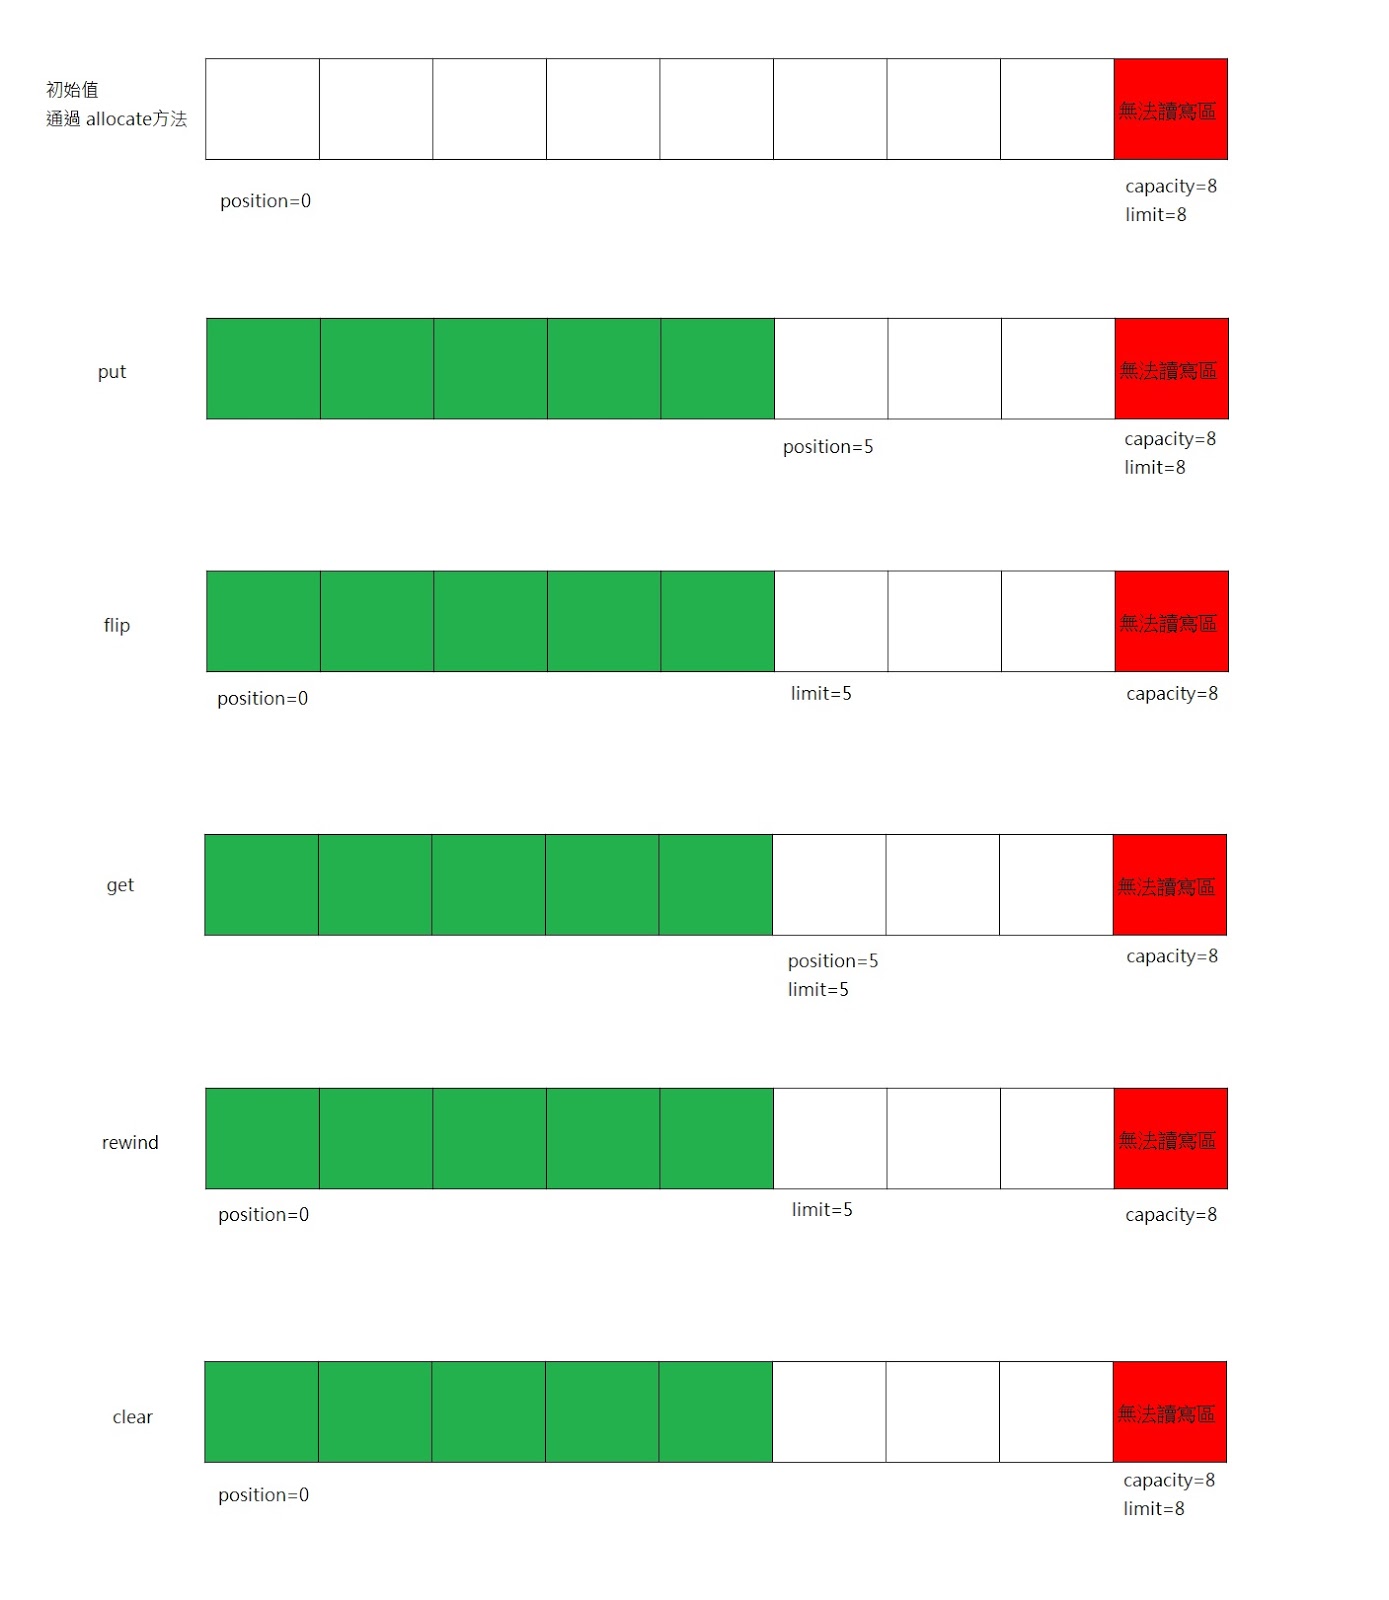 初始值
通過 allocate方法
無法讀寫區
position=0
capacity=8
limit=8
put
無法讀寫區
position=5
capacity=8
limit=8
flip
無法讀寫區
position=0
limit=5
capacity=8
get
無法讀寫區
position=5
limit=5
capacity=8
rewind
無法讀寫區
position=0
limit=5
capacity=8
clear
無法讀寫區
position=0
capacity=8
limit=8